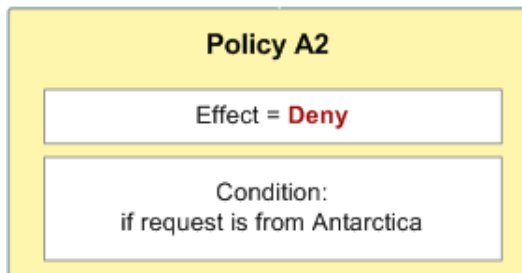 Policy A2
Effect = Deny
Condition:
if request is from Antarctica